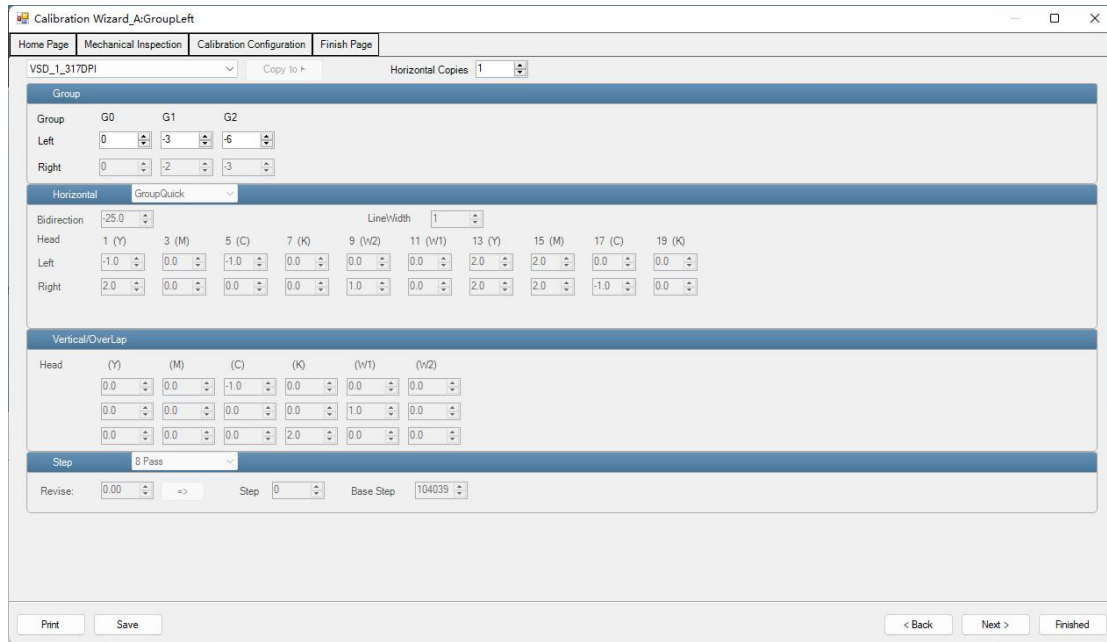 Calibration Wizard_A:GroupLeft
Home Page Mechanical Inspection Calibration Configuration Finish Page
VSD_1_317DPI Copy to Horizontal Copies 1
Group
Group G0 G1 G2
Left 0 -3 -6
Right 0 -2 -3
Horizontal GroupQuick
Bidirection -25.0 LineWidth 1
Head 1 (Y) 3 (M) 5 (C) 7 (K) 9 (W2) 11 (W1) 13 (Y) 15 (M) 17 (C) 19 (K)
Left -1.0 0.0 -1.0 0.0 0.0 0.0 2.0 2.0 0.0 0.0
Right 2.0 0.0 0.0 0.0 1.0 0.0 2.0 2.0 -1.0 0.0
Vertical/OverLap
Head (Y) (M) (C) (K) (W1) (W2)
0.0 0.0 -1.0 0.0 0.0 0.0
0.0 0.0 0.0 0.0 1.0 0.0
0.0 0.0 0.0 2.0 0.0 0.0
Step 8 Pass
Revise: 0.00 => Step 0 Base Step 104039
Print Save < Back Next > Finished